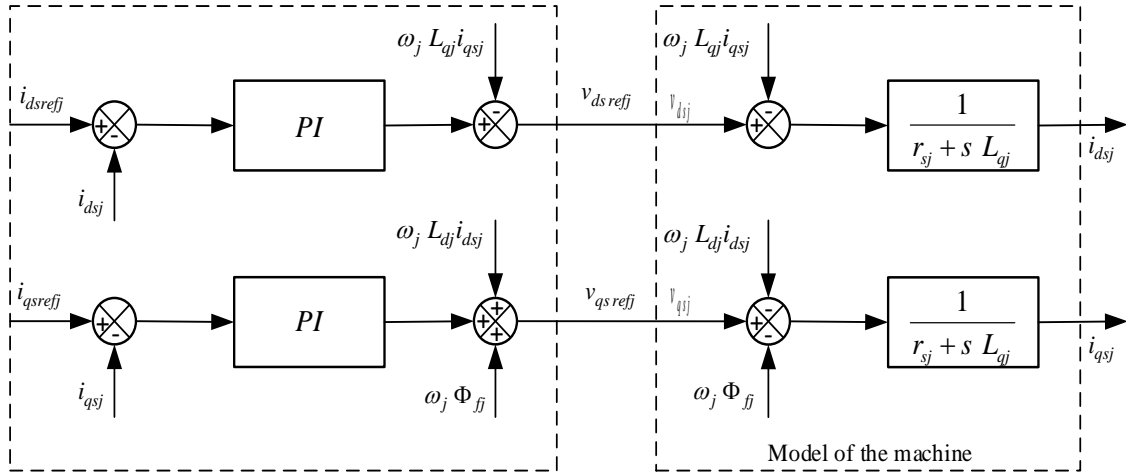 ω_j L_qj i_qsj
ω_j L_qj i_qsj
i_dsrefj
+
-
PI
-
+
v_ds refj
v_dsj
-
1
r_sj + s L_qj
i_dsj
i_dsj
ω_j L_dj i_dsj
ω_j L_dj i_dsj
i_qsrefj
+
-
PI
+
+
+
v_qs refj
v_qsj
-
-
1
r_sj + s L_qj
i_qsj
i_qsj
ω_j Φ_fj
ω_j Φ_fj
Model of the machine